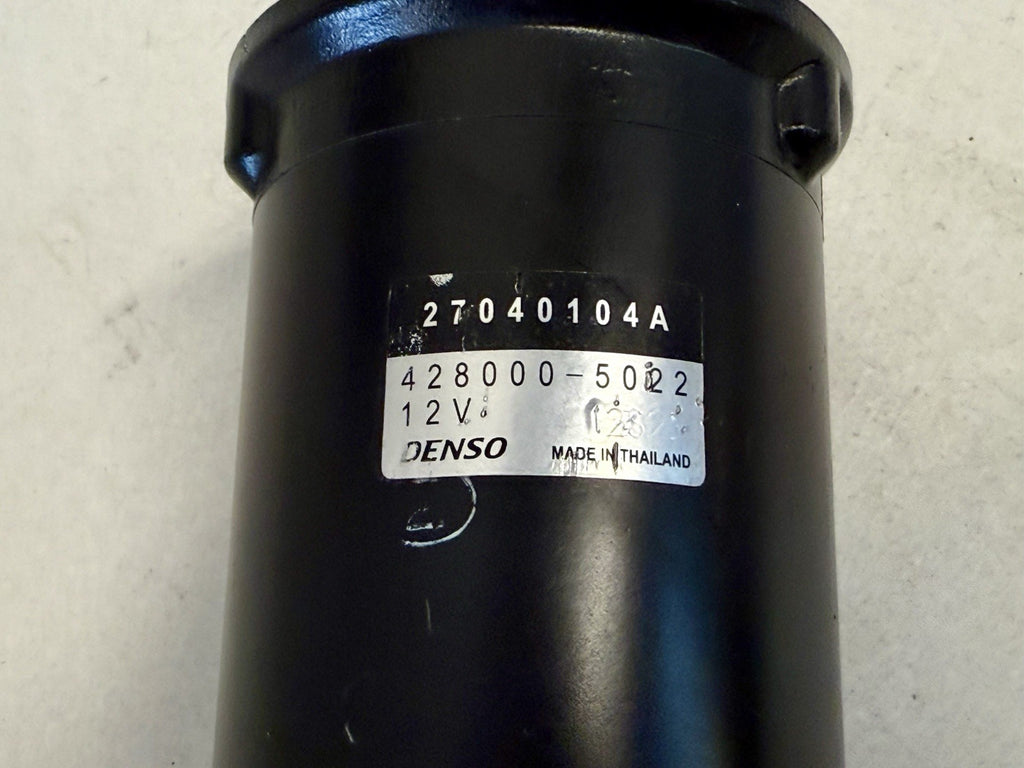 27040104A
428000-5022
12V
DENSO MADE IN THAILAND